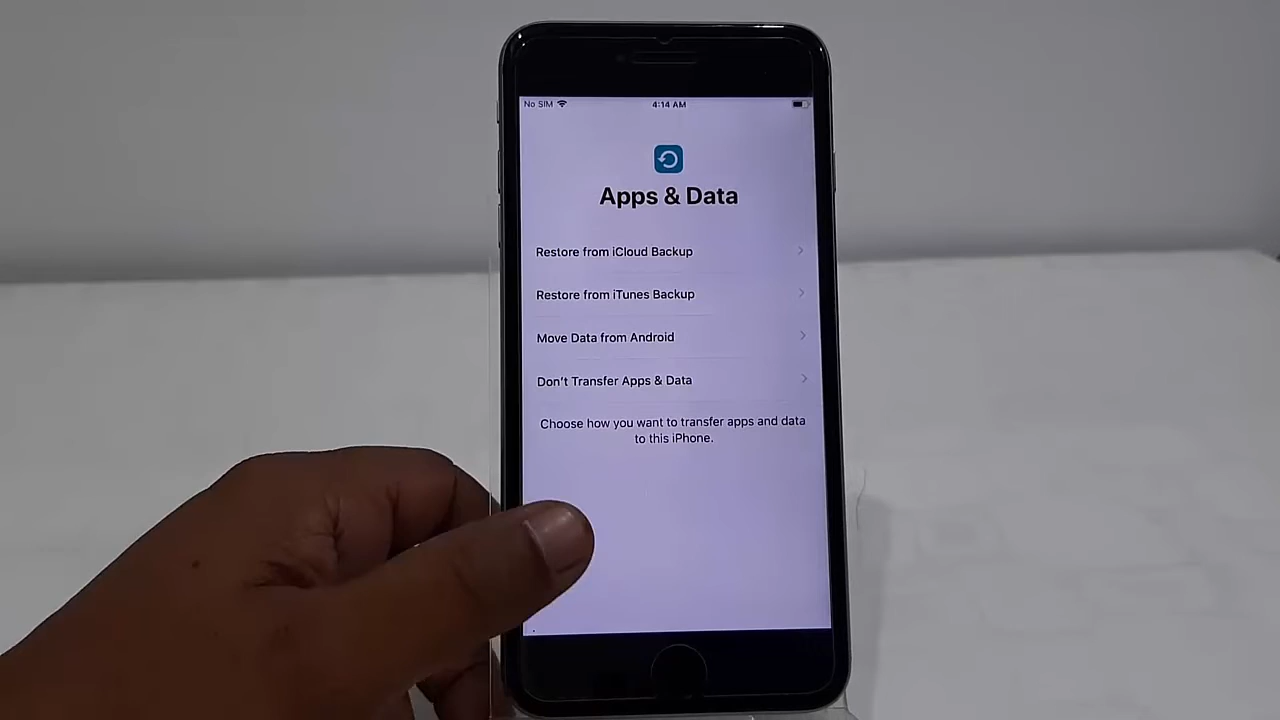 No SIM 4:14 AM
Apps & Data
Restore from iCloud Backup
Restore from iTunes Backup
Move Data from Android
Don't Transfer Apps & Data
Choose how you want to transfer apps and data
to this iPhone.